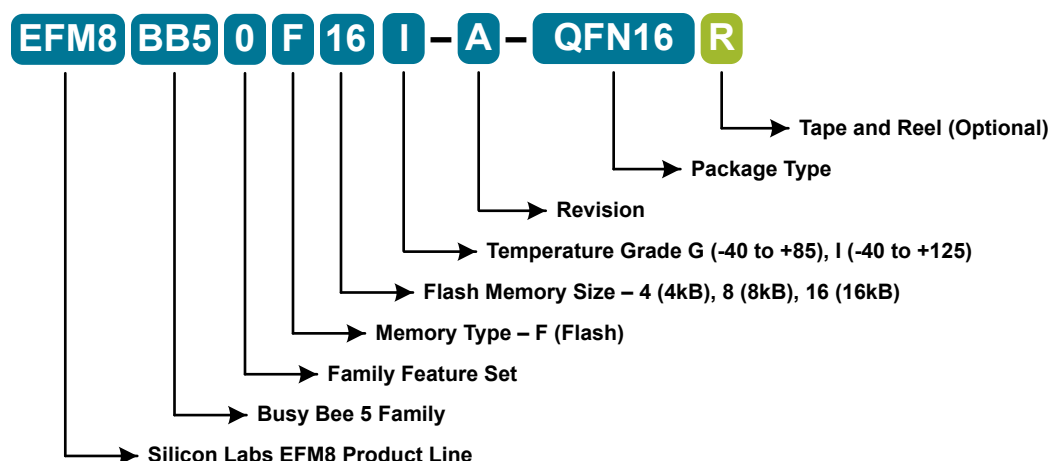 EFM8 BB5 0 F 16 I – A – QFN16 R
Tape and Reel (Optional)
Package Type
Revision
Temperature Grade G (-40 to +85), I (-40 to +125)
Flash Memory Size – 4 (4kB), 8 (8kB), 16 (16kB)
Memory Type – F (Flash)
Family Feature Set
Busy Bee 5 Family
Silicon Labs EFM8 Product Line